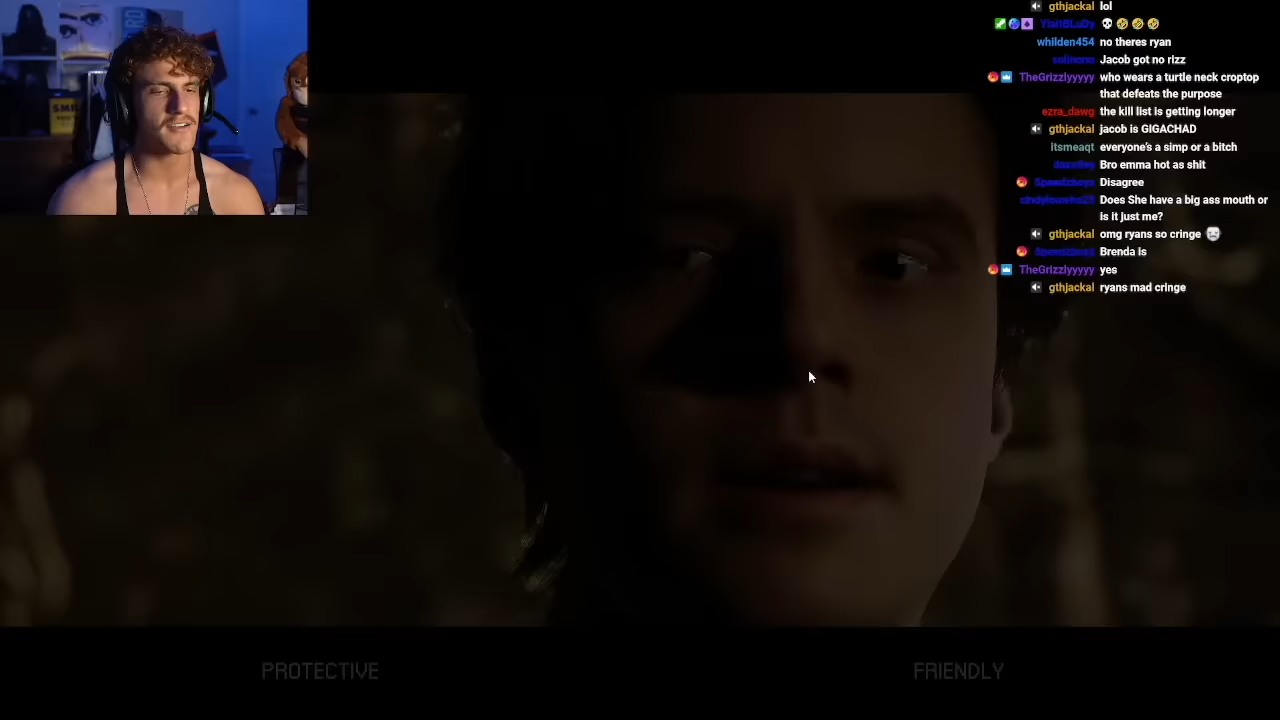 gthjackal lol
YlaltBLuDy
whilden454 no theres ryan
Jacob got no rizz
TheGrizzlyyyyy who wears a turtle neck croptop
that defeats the purpose
ezra_dawg the kill list is getting longer
gthjackal jacob is GIGACHAD
itsmeaqt everyone's a simp or a bitch
Bro emma hot as shit
Disagree
cindylouwho23 Does She have a big ass mouth or
is it just me?
gthjackal omg ryans so cringe
Brenda is
TheGrizzlyyyyy yes
gthjackal ryans mad cringe
SMILE
PROTECTIVE
FRIENDLY